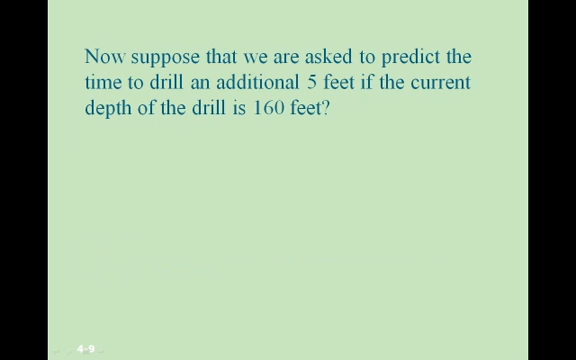 Now suppose that we are asked to predict the
time to drill an additional 5 feet if the current
depth of the drill is 160 feet?
4-9